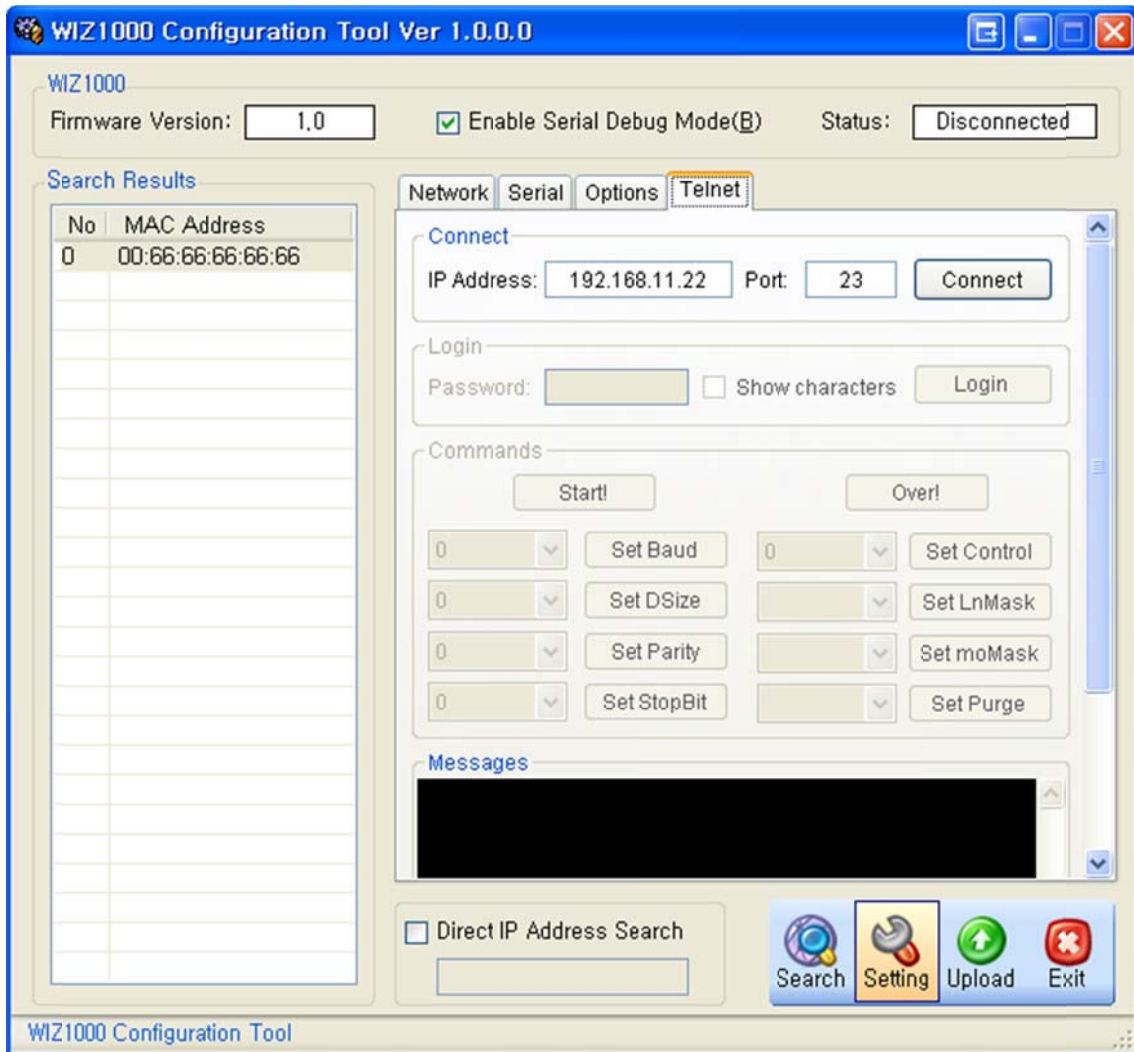 WIZ1000 Configuration Tool Ver 1.0.0.0
WIZ1000
Firmware Version: 1.0 Enable Serial Debug Mode(B) Status: Disconnected
Search Results
No MAC Address
0 00:66:66:66:66:66
Network Serial Options Telnet
Connect
IP Address: 192.168.11.22 Port: 23 Connect
Login
Password: Show characters Login
Commands
Start! Over!
0 Set Baud 0 Set Control
0 Set DSize Set LnMask
0 Set Parity Set moMask
0 Set StopBit Set Purge
Messages
Direct IP Address Search
Search Setting Upload Exit
WIZ1000 Configuration Tool